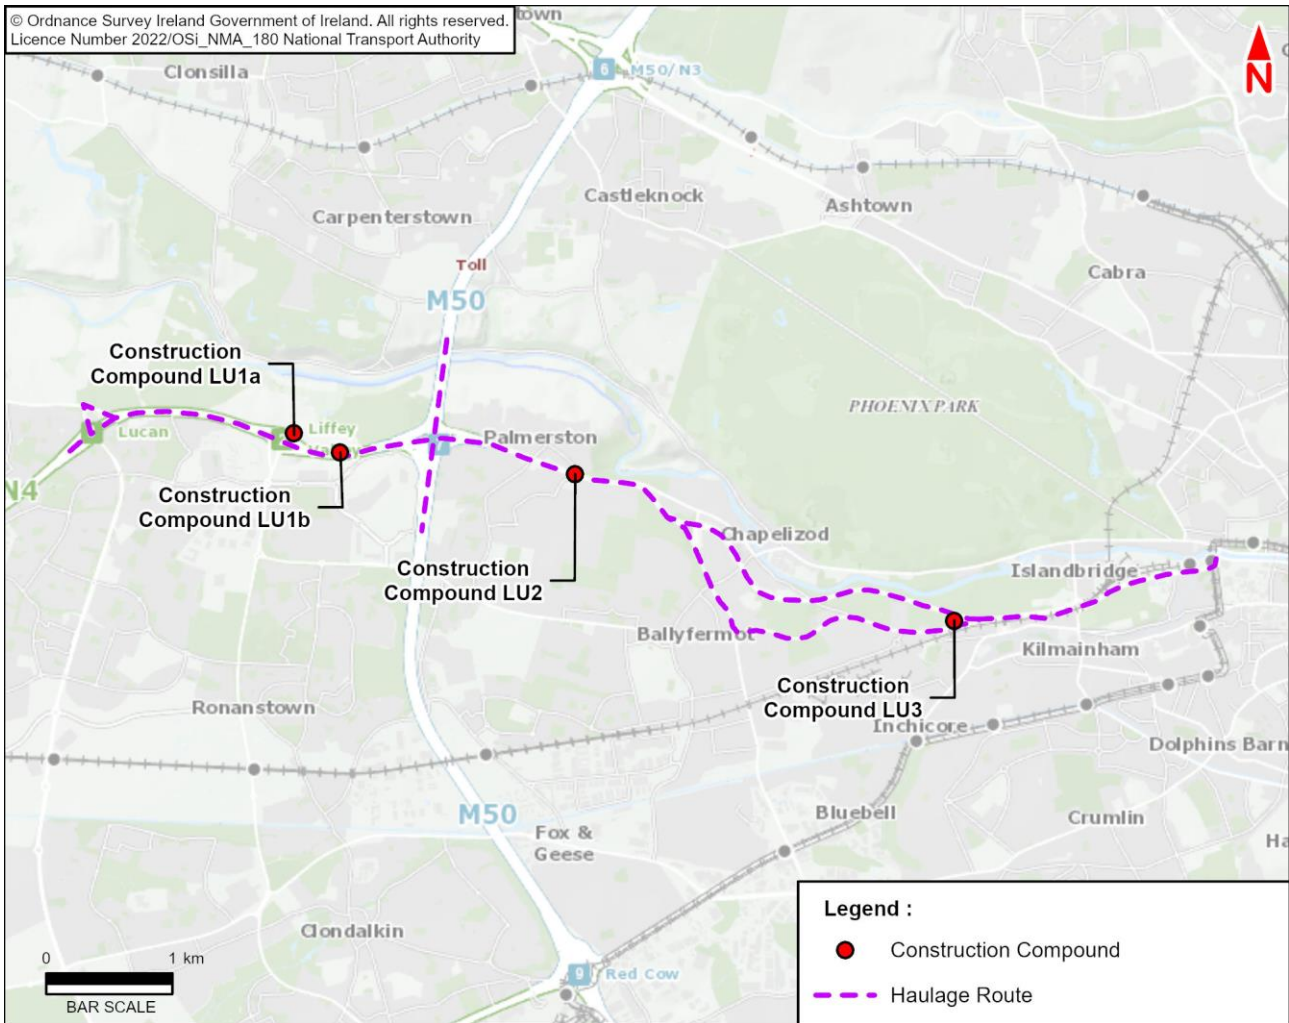 © Ordnance Survey Ireland Government of Ireland. All rights reserved.
Licence Number 2022/OSi_NMA_180 National Transport Authority
town
N
Clonsilla
6
M50/N3
Castleknock
Ashtown
Carpenterstown
Toll
Cabra
M50
Construction
Compound LU1a
PHOENIX PARK
Lucan
Liffey
Palmerston
N4
Construction
Compound LU1b
Chapelizod
Construction
Compound LU2
Islandbridge
Ballyfermot
Kilmainham
Construction
Compound LU3
Ronanstown
Inchicore
Dolphins Barn
M50
Bluebell
Crumlin
Fox &
Geese
Ha
Clondalkin
9
Red Cow
0 1 km
BAR SCALE
Legend :
Construction Compound
Haulage Route